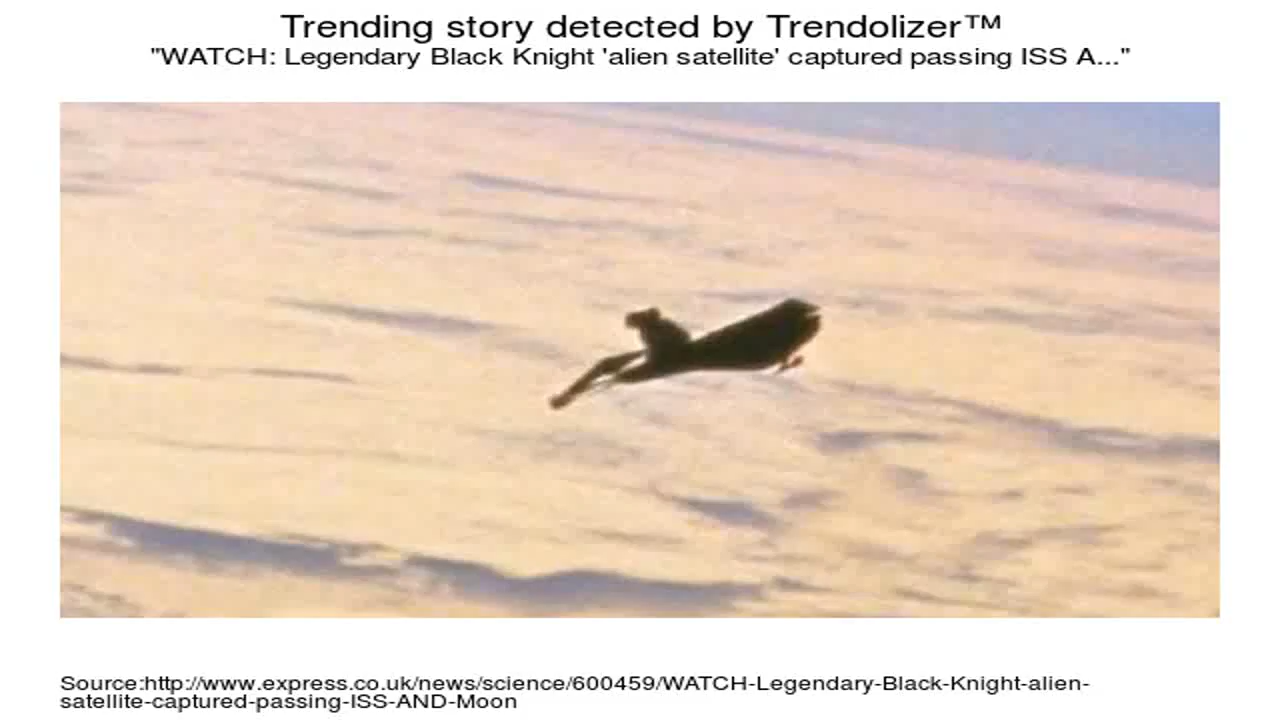 Trending story detected by Trendolizer™
"WATCH: Legendary Black Knight 'alien satellite' captured passing ISS A..."
Source:http://www.express.co.uk/news/science/600459/WATCH-Legendary-Black-Knight-alien-
satellite-captured-passing-ISS-AND-Moon